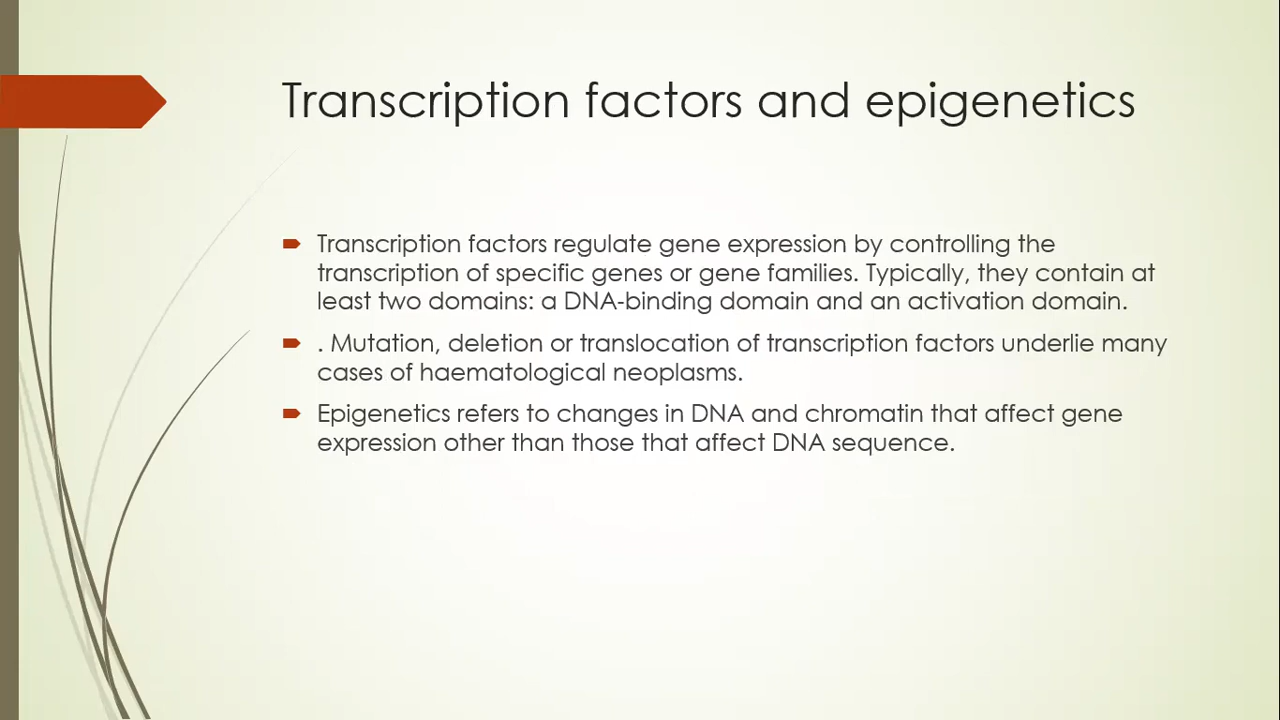 Transcription factors and epigenetics
Transcription factors regulate gene expression by controlling the
transcription of specific genes or gene families. Typically, they contain at
least two domains: a DNA-binding domain and an activation domain.
. Mutation, deletion or translocation of transcription factors underlie many
cases of haematological neoplasms.
Epigenetics refers to changes in DNA and chromatin that affect gene
expression other than those that affect DNA sequence.